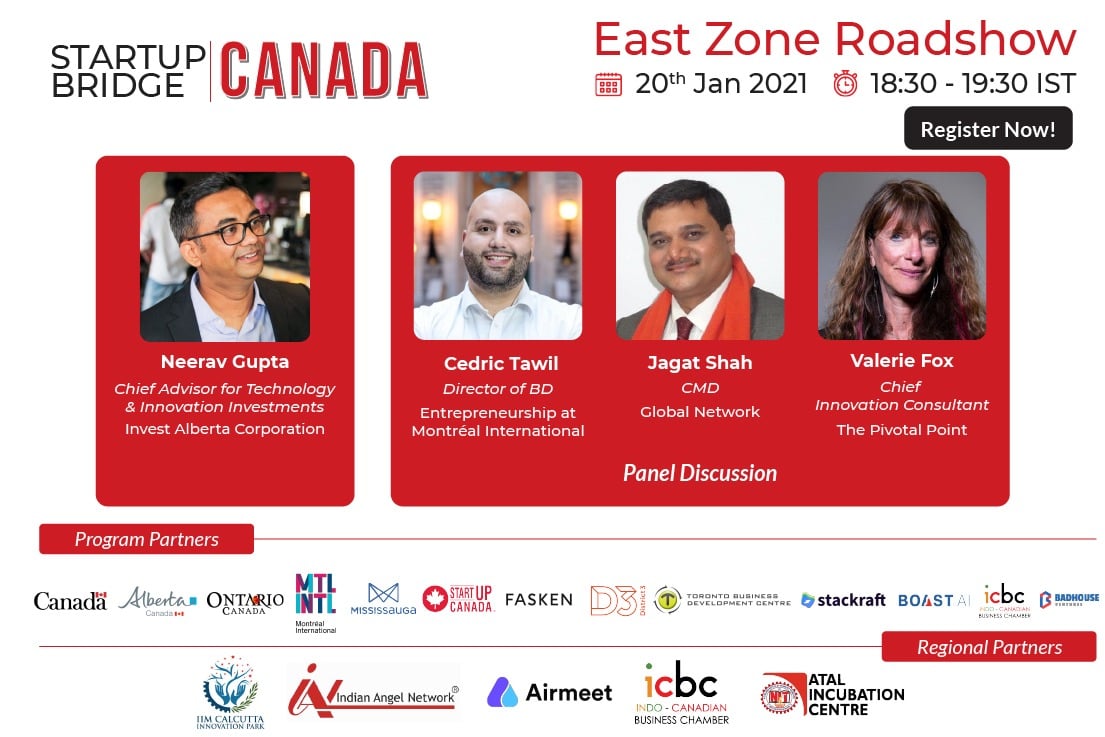 STARTUP
BRIDGE
CANADA
East Zone Roadshow
20th Jan 2021 18:30 - 19:30 IST
Register Now!
Neerav Gupta
Chief Advisor for Technology
& Innovation Investments
Invest Alberta Corporation
Cedric Tawil
Director of BD
Entrepreneurship at
Montréal International
Jagat Shah
CMD
Global Network
Valerie Fox
Chief
Innovation Consultant
The Pivotal Point
Panel Discussion
Program Partners
Canada
Alberta
Canada
ONTARIO
CANADA
MTL
INTL
Montréal
International
MISSISSAUGA
STARTUP
CANADA
FASKEN
D3
District 3
TORONTO BUSINESS
DEVELOPMENT CENTRE
stackraft
BOAST AI
icbc
INDO - CANADIAN
BUSINESS CHAMBER
BADHOUSE
VENTURES
Regional Partners
IIM CALCUTTA
INNOVATION PARK
Indian Angel Network®
Airmeet
icbc
INDO - CANADIAN
BUSINESS CHAMBER
ATAL
INCUBATION
CENTRE